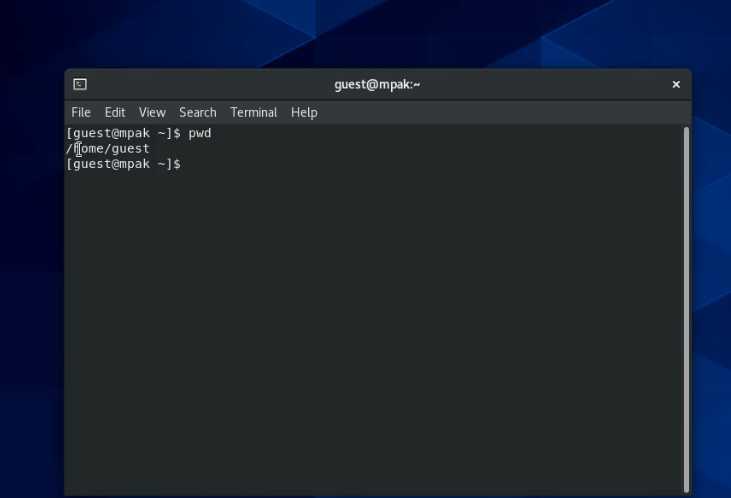 guest@mpak:~
File Edit View Search Terminal Help
[guest@mpak ~]$ pwd
/home/guest
[guest@mpak ~]$